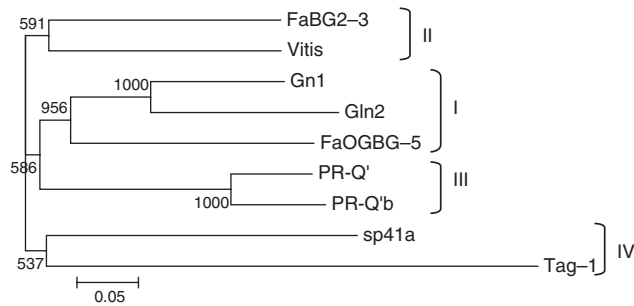 591
FaBG2–3
Vitis
II
1000
Gn1
Gln2
956
FaOGBG–5
I
586
PR-Q'
1000
PR-Q'b
III
sp41a
537
Tag–1
IV
0.05